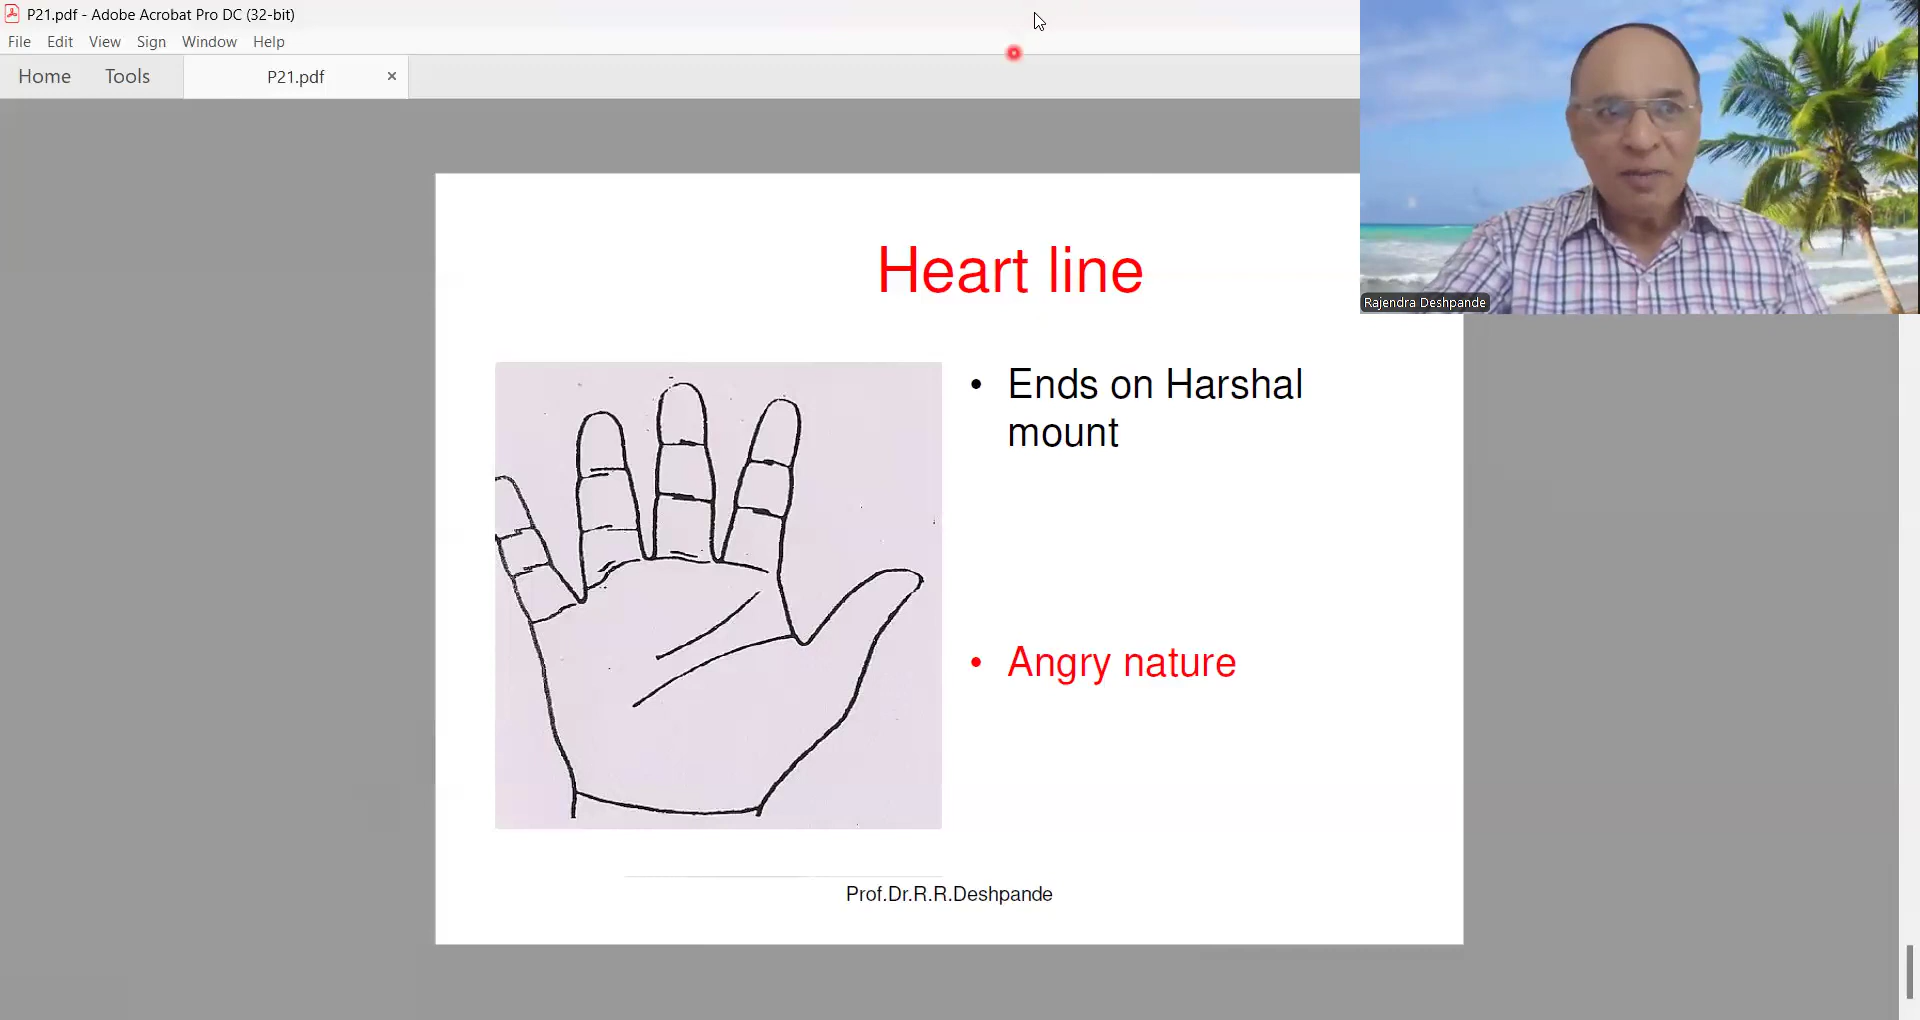 P21.pdf - Adobe Acrobat Pro DC (32-bit)
File Edit View Sign Window Help
Home Tools P21.pdf ×
Rajendra Deshpande
Heart line
• Ends on Harshal
mount
• Angry nature
Prof.Dr.R.R.Deshpande